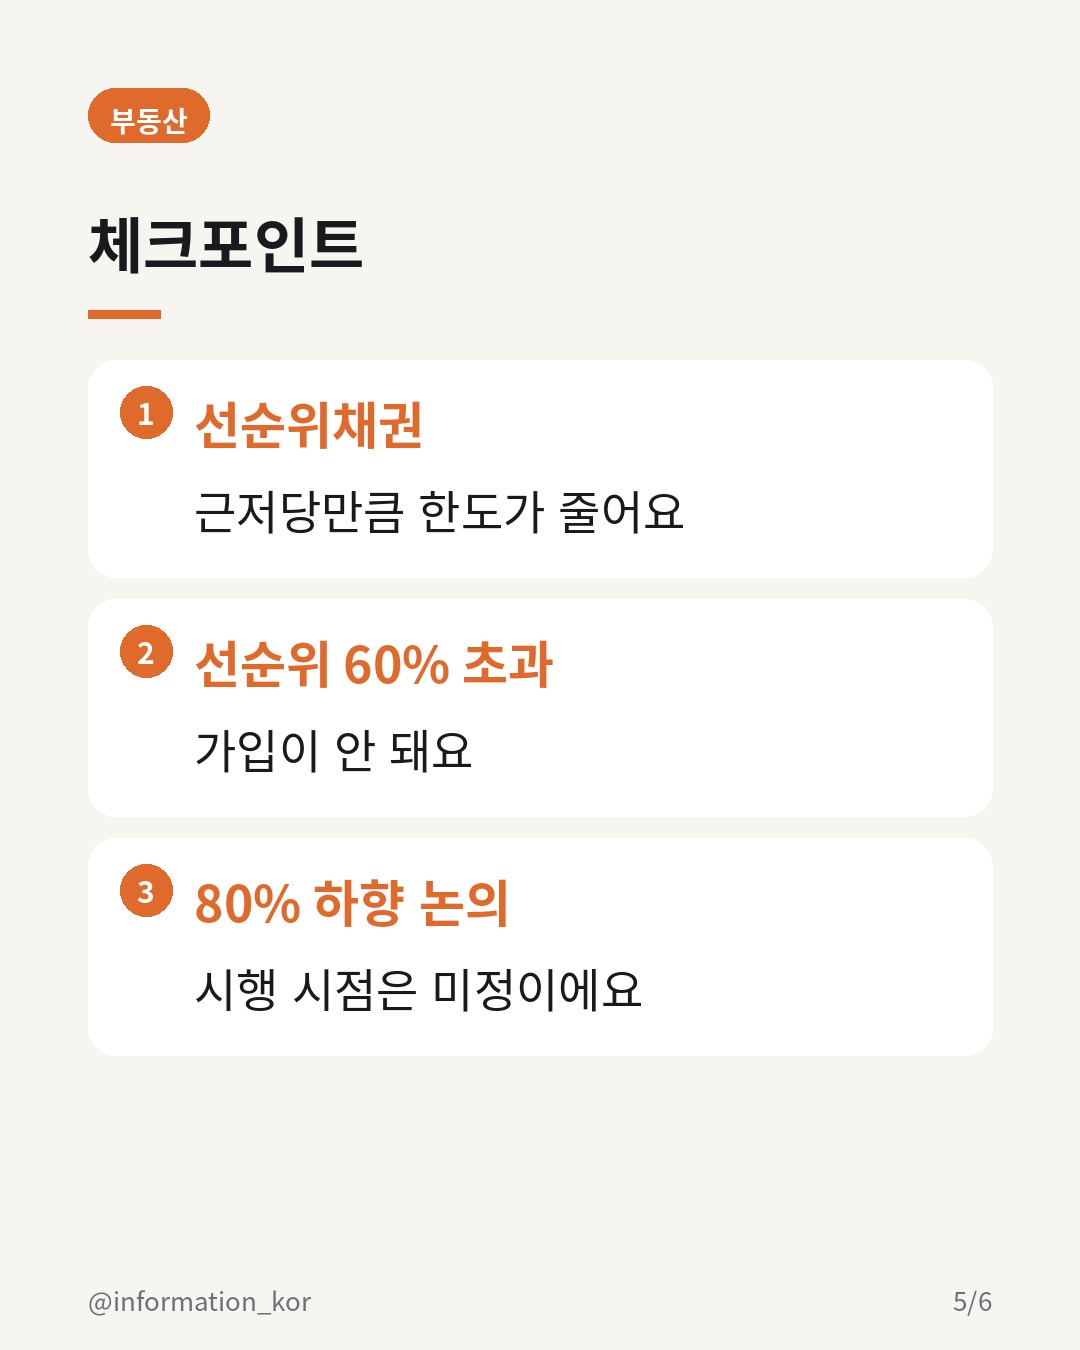 부동산
체크포인트
1 선순위채권
근저당만큼 한도가 줄어요
2 선순위 60% 초과
가입이 안 돼요
3 80% 하향 논의
시행 시점은 미정이에요
@information_kor 5/6